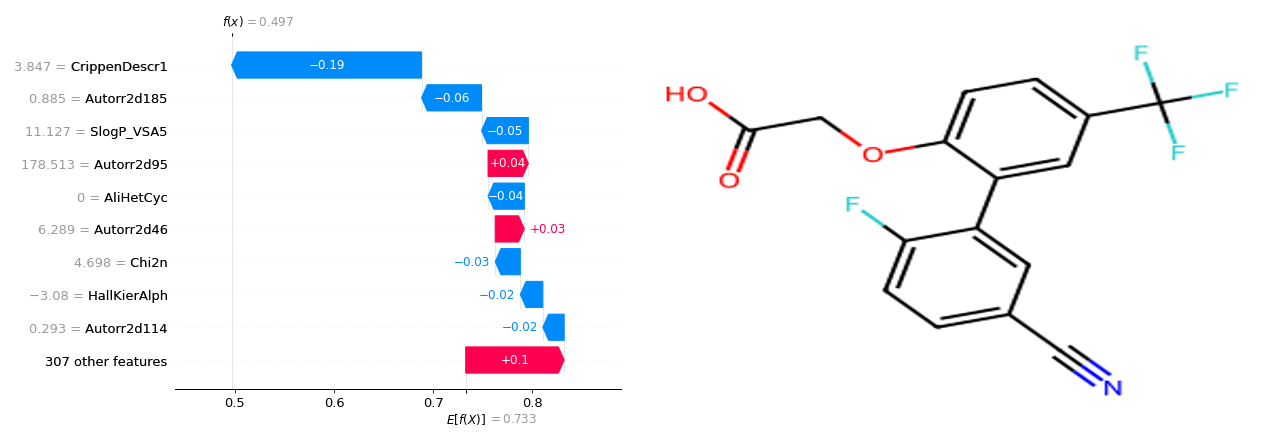 f(x) = 0.497
3.847 = CrippenDescr1
−0.19
0.885 = Autorr2d185
−0.06
11.127 = SlogP_VSA5
−0.05
178.513 = Autorr2d95
+0.04
0 = AliHetCyc
−0.04
6.289 = Autorr2d46
+0.03
4.698 = Chi2n
−0.03
−3.08 = HallKierAlph
−0.02
0.293 = Autorr2d114
−0.02
307 other features
+0.1
0.5 0.6 0.7 0.8
E[f(X)] = 0.733
F
F
F
HO
O
O
F
N